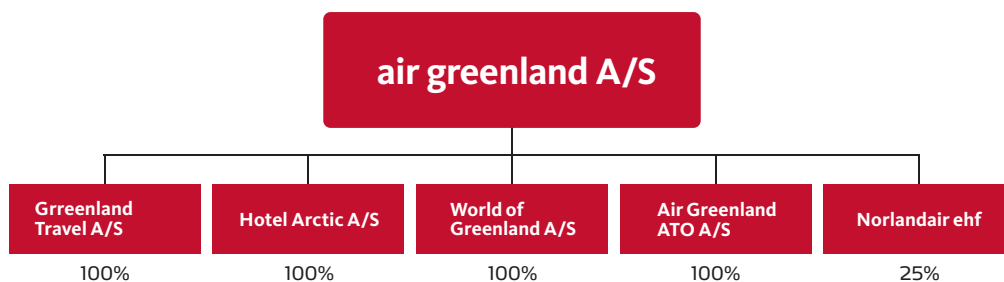 air greenland A/S
Grreenland
Travel A/S
Hotel Arctic A/S
World of
Greenland A/S
Air Greenland
ATO A/S
Norlandair ehf
100%
100%
100%
100%
25%